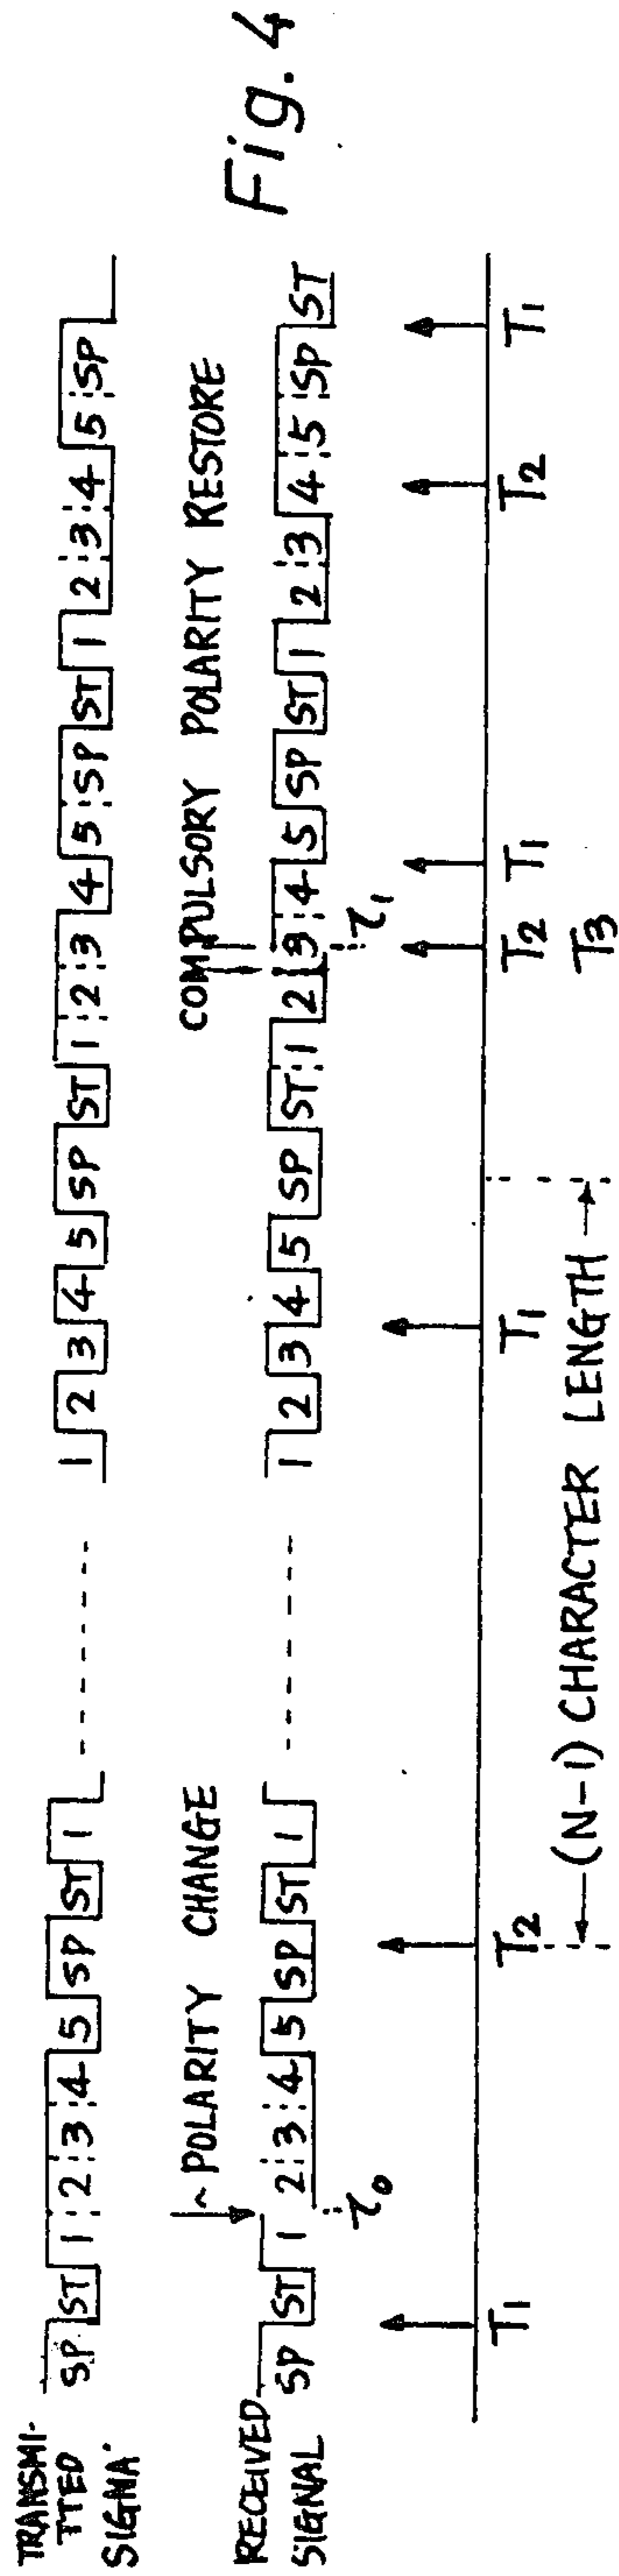 Fig. 4
TRANSMI-
TTED
SIGNA.
SP ST 1 2 3 4 5 SP ST 1 ------- 1 2 3 4 5 SP ST 1 2 3 4 5 SP ST 1 2 3 4 5 SP
~ POLARITY CHANGE
COMPULSORY POLARITY RESTORE
RECEIVED
SIGNAL
SP ST 1 2 3 4 5 SP ST 1 ------- 1 2 3 4 5 SP ST 1 2 3 4 5 SP ST 1 2 3 4 5 SP ST
τ0 τ1
T1 T2 T1 T2 T1 T2 T1
T3
(N-1) CHARACTER LENGTH